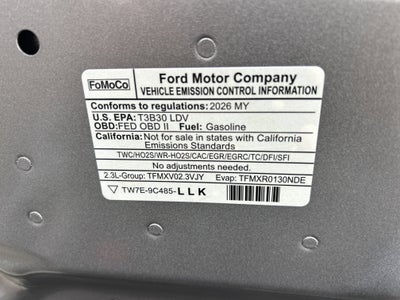 FoMoCo
Ford Motor Company
VEHICLE EMISSION CONTROL INFORMATION
Conforms to regulations: 2026 MY
U.S. EPA: T3B30 LDV
OBD: FED OBD II Fuel: Gasoline
California: Not for sale in states with California
Emissions Standards
TWC/HO2S/WR-HO2S/CAC/EGR/EGRC/TC/DFI/SFI
No adjustments needed.
2.3L-Group: TFMXV02.3VJY Evap: TFMXR0130NDE
TW7E-9C485-LLK